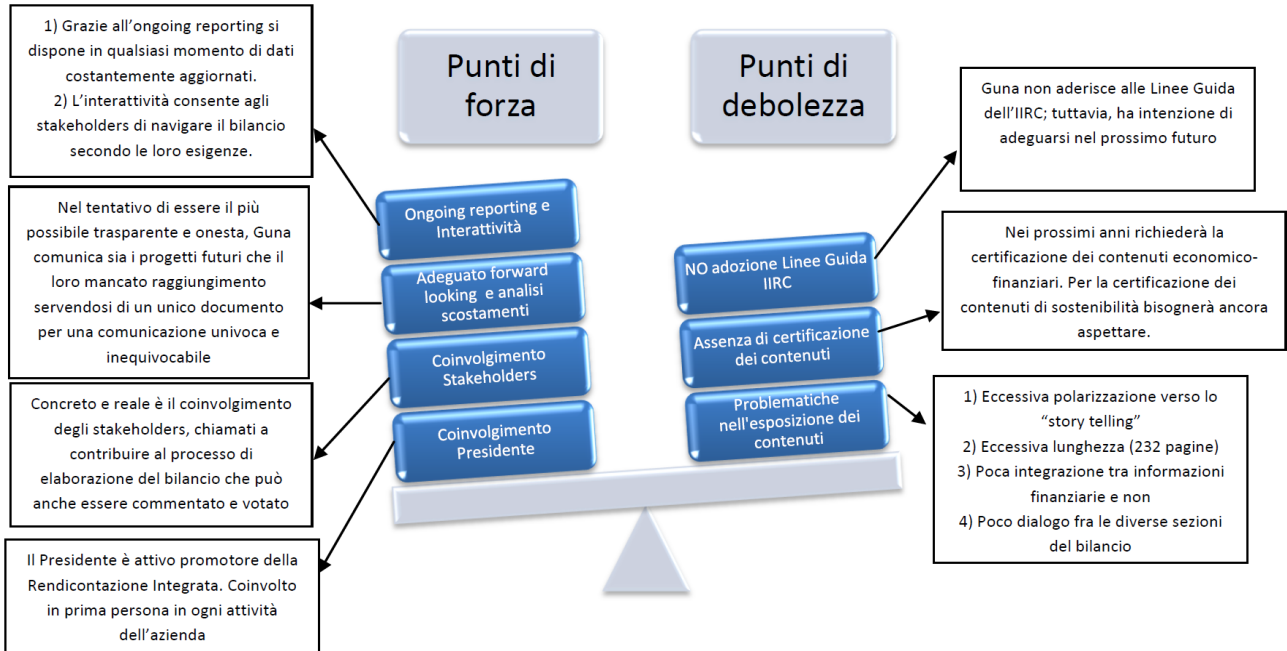 1) Grazie all'ongoing reporting si
dispone in qualsiasi momento di dati
costantemente aggiornati.
2) L'interattività consente agli
stakeholders di navigare il bilancio
secondo le loro esigenze.
Nel tentativo di essere il più
possibile trasparente e onesta, Guna
comunica sia i progetti futuri che il
loro mancato raggiungimento
servendosi di un unico documento
per una comunicazione univoca e
inequivocabile
Concreto e reale è il coinvolgimento
degli stakeholders, chiamati a
contribuire al processo di
elaborazione del bilancio che può
anche essere commentato e votato
Il Presidente è attivo promotore della
Rendicontazione Integrata. Coinvolto
in prima persona in ogni attività
dell'azienda
Punti di
forza
Ongoing reporting e
Interattività
Adeguato forward
looking e analisi
scostamenti
Coinvolgimento
Stakeholders
Coinvolgimento
Presidente
Punti di
debolezza
NO adozione Linee Guida
IIRC
Assenza di certificazione
dei contenuti
Problematiche
nell'esposizione dei
contenuti
Guna non aderisce alle Linee Guida
dell'IIRC; tuttavia, ha intenzione di
adeguarsi nel prossimo futuro
Nei prossimi anni richiederà la
certificazione dei contenuti economico-
finanziari. Per la certificazione dei
contenuti di sostenibilità bisognerà ancora
aspettare.
1) Eccessiva polarizzazione verso lo
"story telling"
2) Eccessiva lunghezza (232 pagine)
3) Poca integrazione tra informazioni
finanziarie e non
4) Poco dialogo fra le diverse sezioni
del bilancio